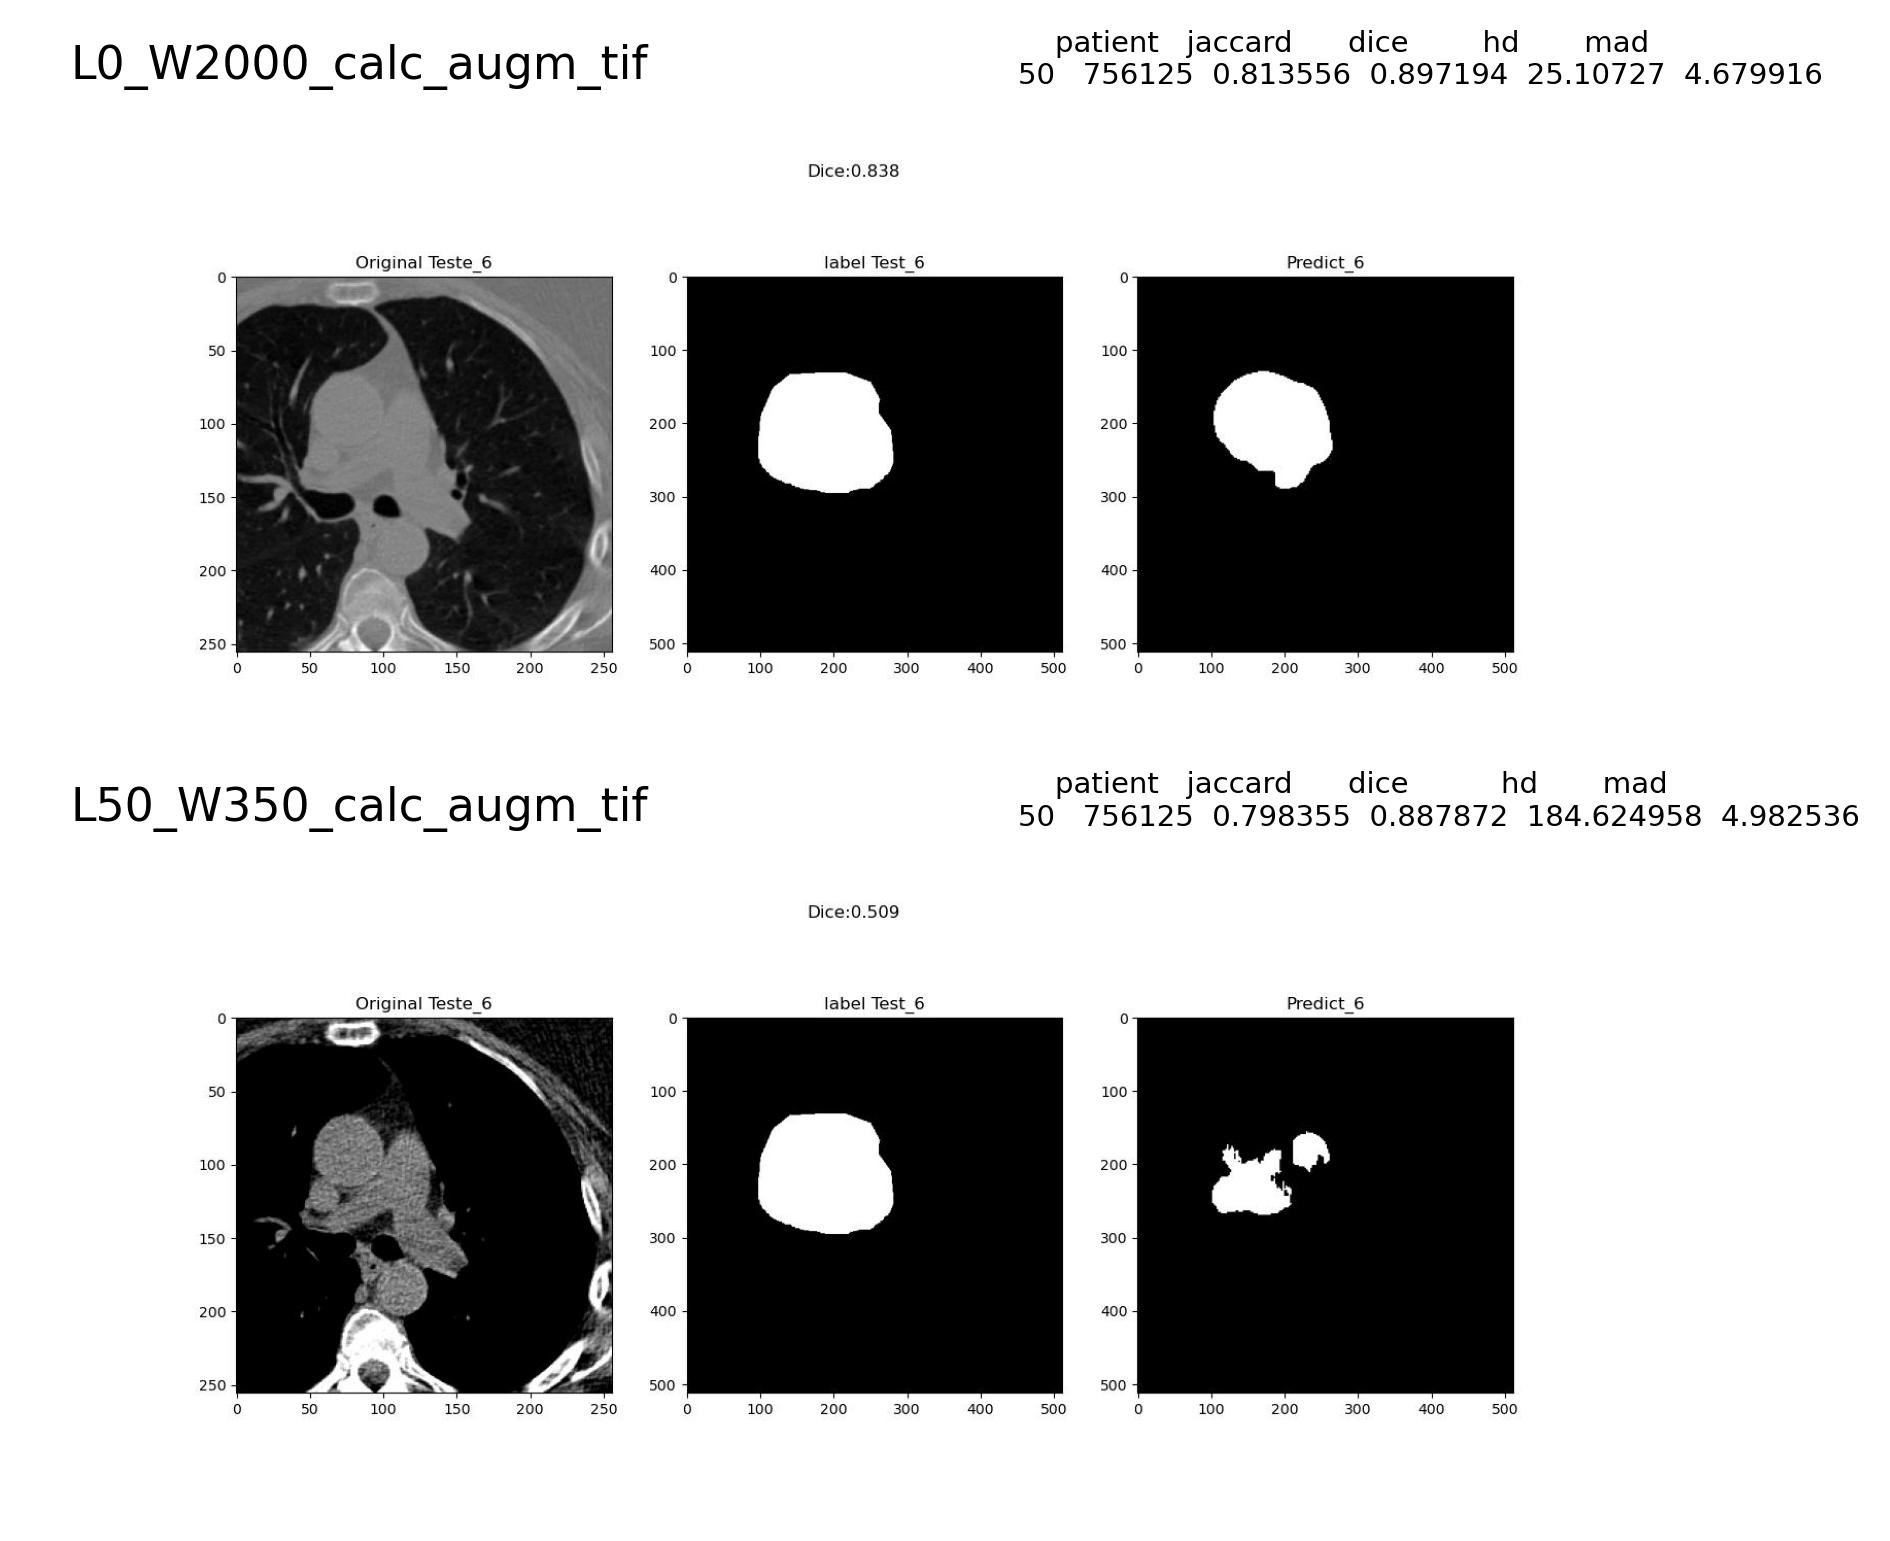 L0_W2000_calc_augm_tif
patient jaccard dice hd mad
50 756125 0.813556 0.897194 25.10727 4.679916
Dice:0.838
Original Teste_6
label Test_6
Predict_6
0
50
100
150
200
250
0 50 100 150 200 250
0
100
200
300
400
500
0 100 200 300 400 500
0
100
200
300
400
500
0 100 200 300 400 500
L50_W350_calc_augm_tif
patient jaccard dice hd mad
50 756125 0.798355 0.887872 184.624958 4.982536
Dice:0.509
Original Teste_6
label Test_6
Predict_6
0
50
100
150
200
250
0 50 100 150 200 250
0
100
200
300
400
500
0 100 200 300 400 500
0
100
200
300
400
500
0 100 200 300 400 500